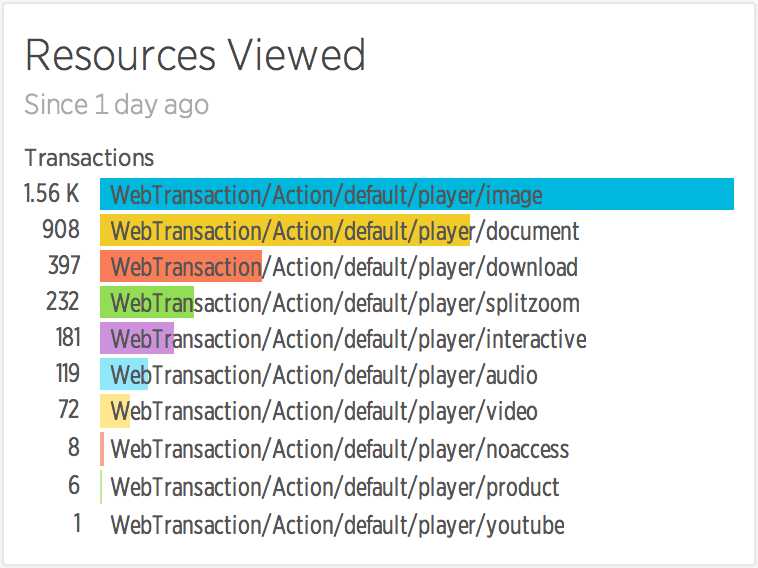 Resources Viewed
Since 1 day ago
Transactions
1.56 K WebTransaction/Action/default/player/image
908 WebTransaction/Action/default/player/document
397 WebTransaction/Action/default/player/download
232 WebTransaction/Action/default/player/splitzoom
181 WebTransaction/Action/default/player/interactive
119 WebTransaction/Action/default/player/audio
72 WebTransaction/Action/default/player/video
8 WebTransaction/Action/default/player/noaccess
6 WebTransaction/Action/default/player/product
1 WebTransaction/Action/default/player/youtube